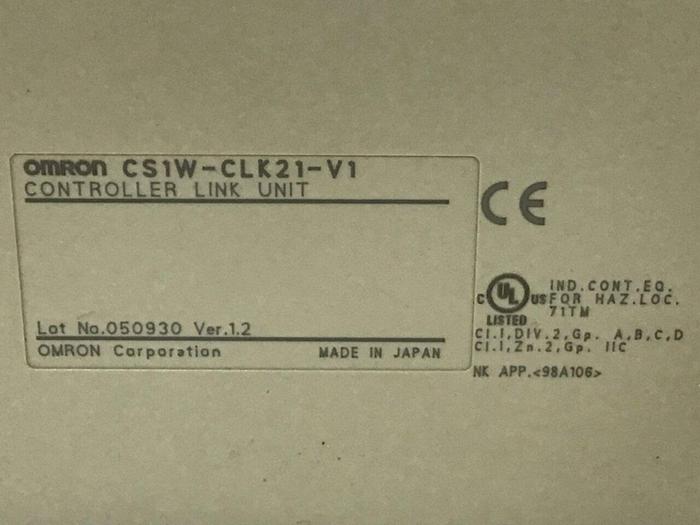 OMRON CS1W-CLK21-V1
CONTROLLER LINK UNIT
Lot No.050930 Ver.1.2
OMRON Corporation MADE IN JAPAN
CE
C UL US IND.CONT.EQ.
FOR HAZ.LOC.
LISTED 71TM
Cl.I,DIV.2,Gp. A,B,C,D
Cl.I,Zn.2,Gp. IIC
NK APP.<98A106>